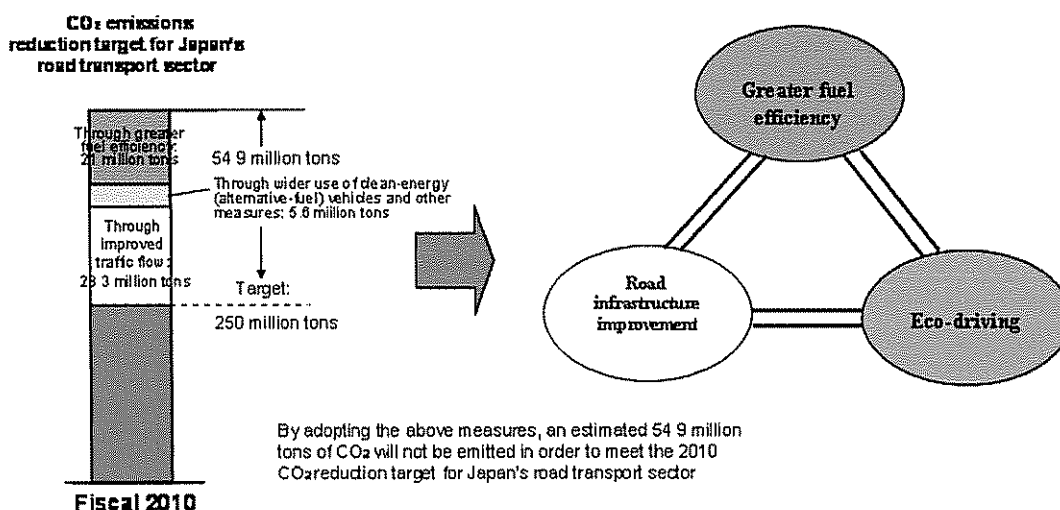 CO₂ emissions
reduction target for Japan's
road transport sector
Through greater
fuel efficiency:
21 million tons
54 9 million tons
Through wider use of clean-energy
(alternative-fuel) vehicles and other
measures: 5.6 million tons
Through
improved
traffic flow:
28 3 million tons
Target:
250 million tons
Fiscal 2010
Greater fuel
efficiency
Road
infrastructure
improvement
Eco-driving
By adopting the above measures, an estimated 54 9 million
tons of CO₂ will not be emitted in order to meet the 2010
CO₂ reduction target for Japan's road transport sector